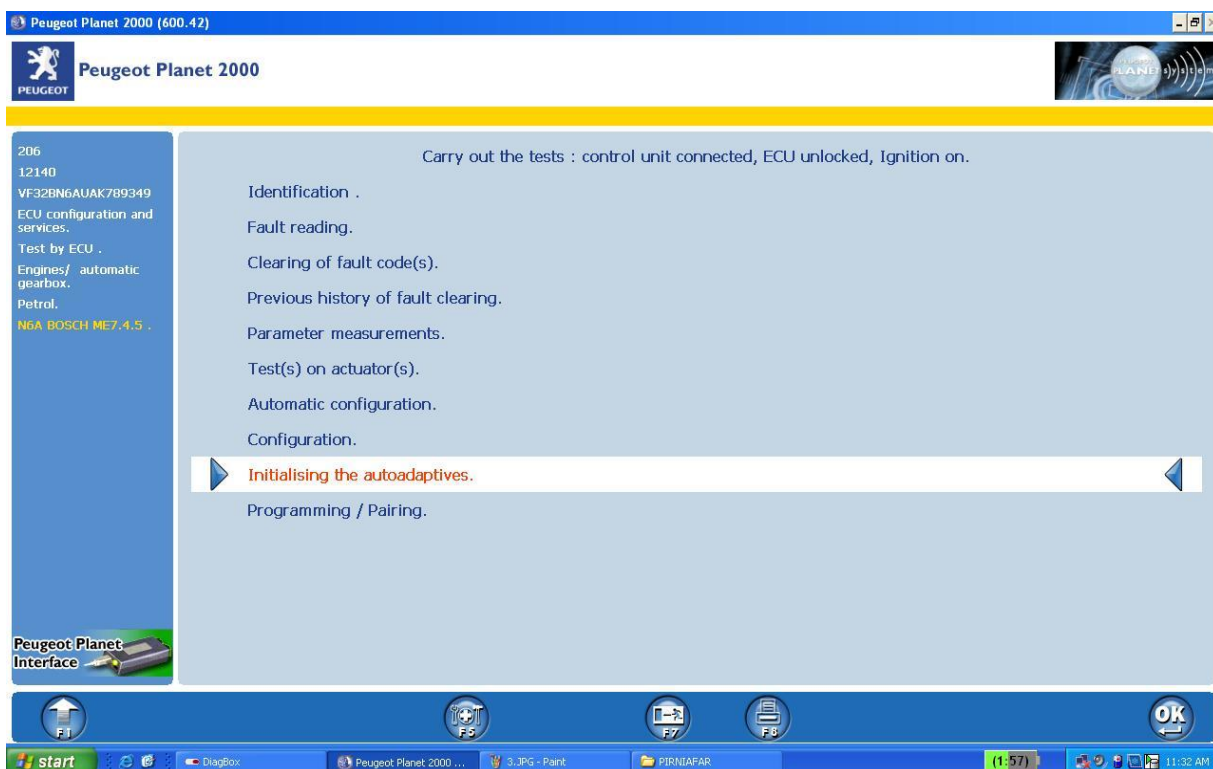 Peugeot Planet 2000 (600.42)
PEUGEOT
Peugeot Planet 2000
PLANET s)y)s)t)e)m
206
12140
VF32BN6AUAK789349
ECU configuration and
services.
Test by ECU .
Engines/ automatic
gearbox.
Petrol.
N6A BOSCH ME7.4.5 .
Carry out the tests : control unit connected, ECU unlocked, Ignition on.
Identification .
Fault reading.
Clearing of fault code(s).
Previous history of fault clearing.
Parameter measurements.
Test(s) on actuator(s).
Automatic configuration.
Configuration.
Initialising the autoadaptives.
Programming / Pairing.
Peugeot Planet
Interface
F1
F5
F7
F8
OK
start
DiagBox
Peugeot Planet 2000 ...
3.JPG - Paint
PIRNIAFAR
(1:57)
11:32 AM